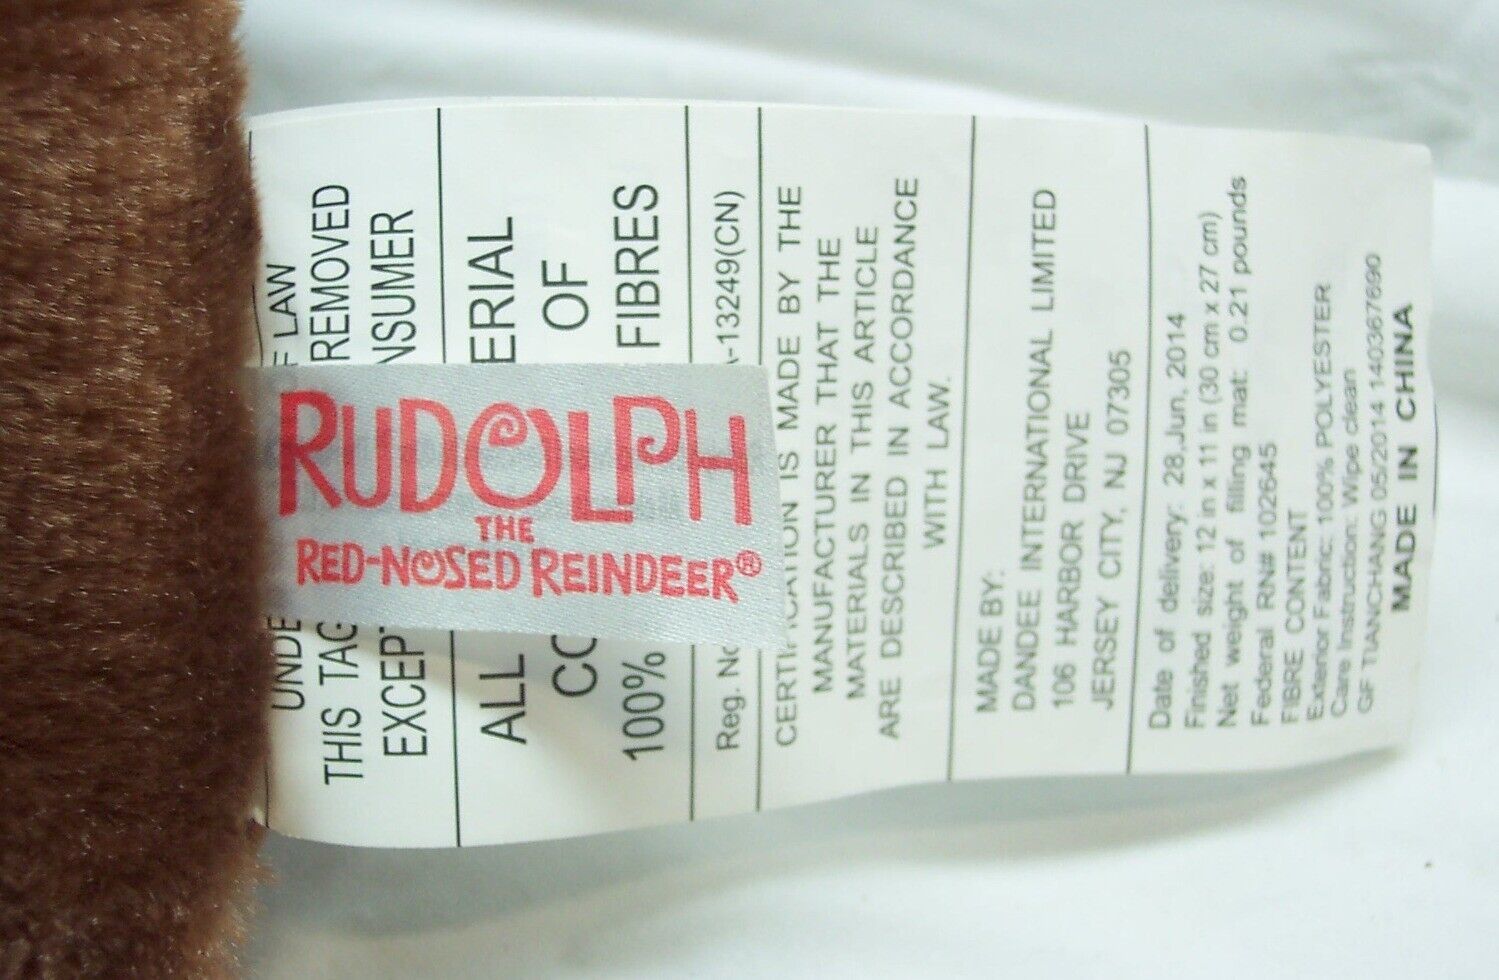 RUDOLPH
THE
RED-NOSED REINDEER®
UNDE F LAW
THIS TAG REMOVED
EXCEPT NSUMER
ALL ERIAL
CO OF
100% FIBRES
Reg. No A-13249(CN)
CERTIFICATION IS MADE BY THE
MANUFACTURER THAT THE
MATERIALS IN THIS ARTICLE
ARE DESCRIBED IN ACCORDANCE
WITH LAW.
MADE BY:
DANDEE INTERNATIONAL LIMITED
106 HARBOR DRIVE
JERSEY CITY, NJ 07305
Date of delivery: 28,Jun, 2014
Finished size: 12 in x 11 in (30 cm x 27 cm)
Net weight of filling mat: 0.21 pounds
Federal RN# 102645
FIBRE CONTENT
Exterior Fabric: 100% POLYESTER
Care Instruction: Wipe clean
GF TIANCHANG 05/2014 1403676690
MADE IN CHINA